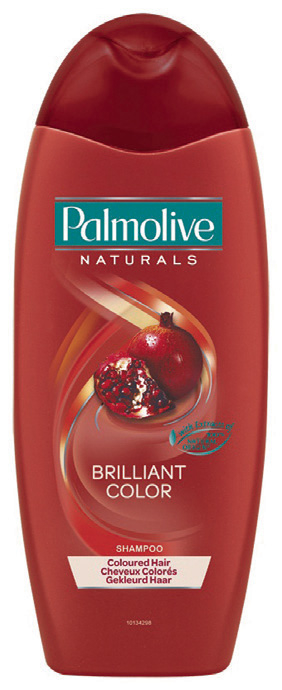 Palmolive
NATURALS
BRILLIANT
COLOR
SHAMPOO
Coloured Hair
Cheveux Colorés
Gekleurd Haar
10134298